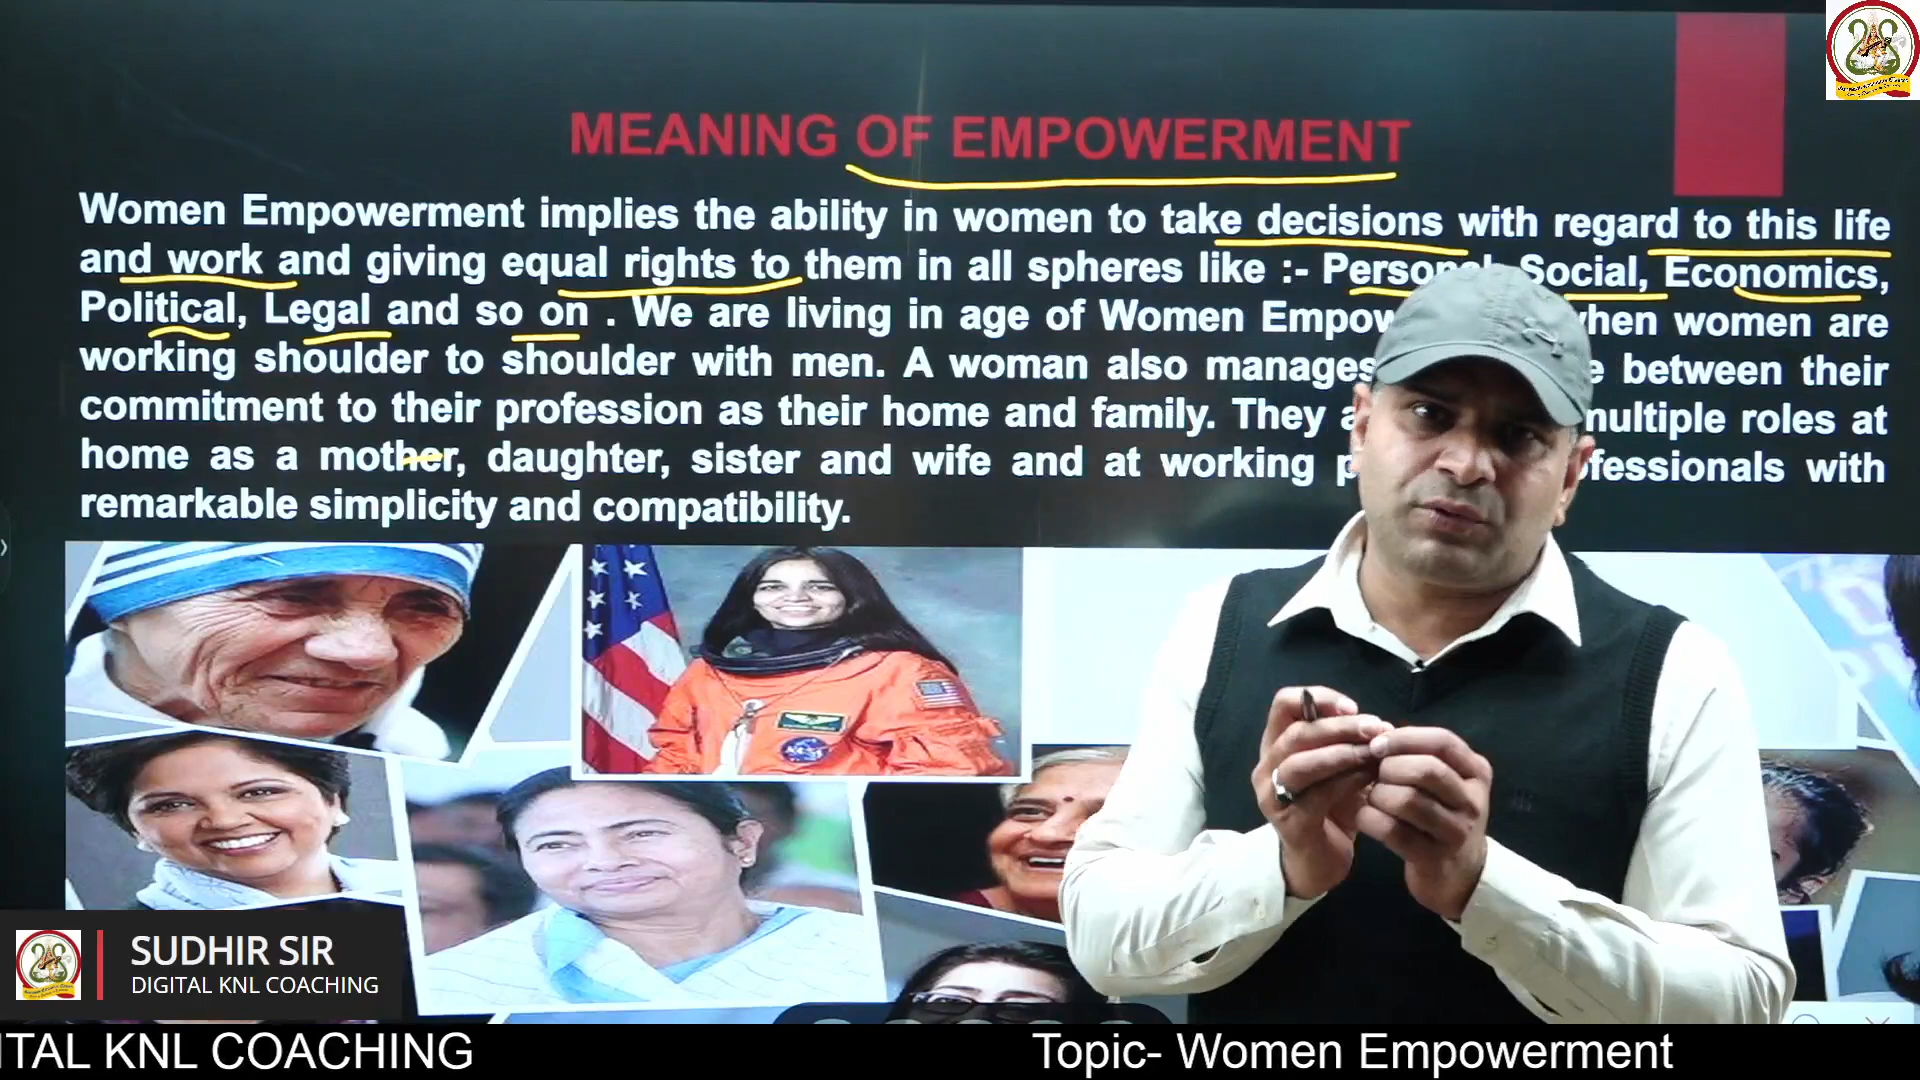 MEANING OF EMPOWERMENT
Women Empowerment implies the ability in women to take decisions with regard to this life
and work and giving equal rights to them in all spheres like :- Personal, Social, Economics,
Political, Legal and so on . We are living in age of Women when women are
working shoulder to shoulder with men. A woman also manages between their
commitment to their profession as their home and family. They multiple roles at
home as a mother, daughter, sister and wife and at working with
remarkable simplicity and compatibility.
SUDHIR SIR
DIGITAL KNL COACHING
ITAL KNL COACHING
Topic- Women Empowerment